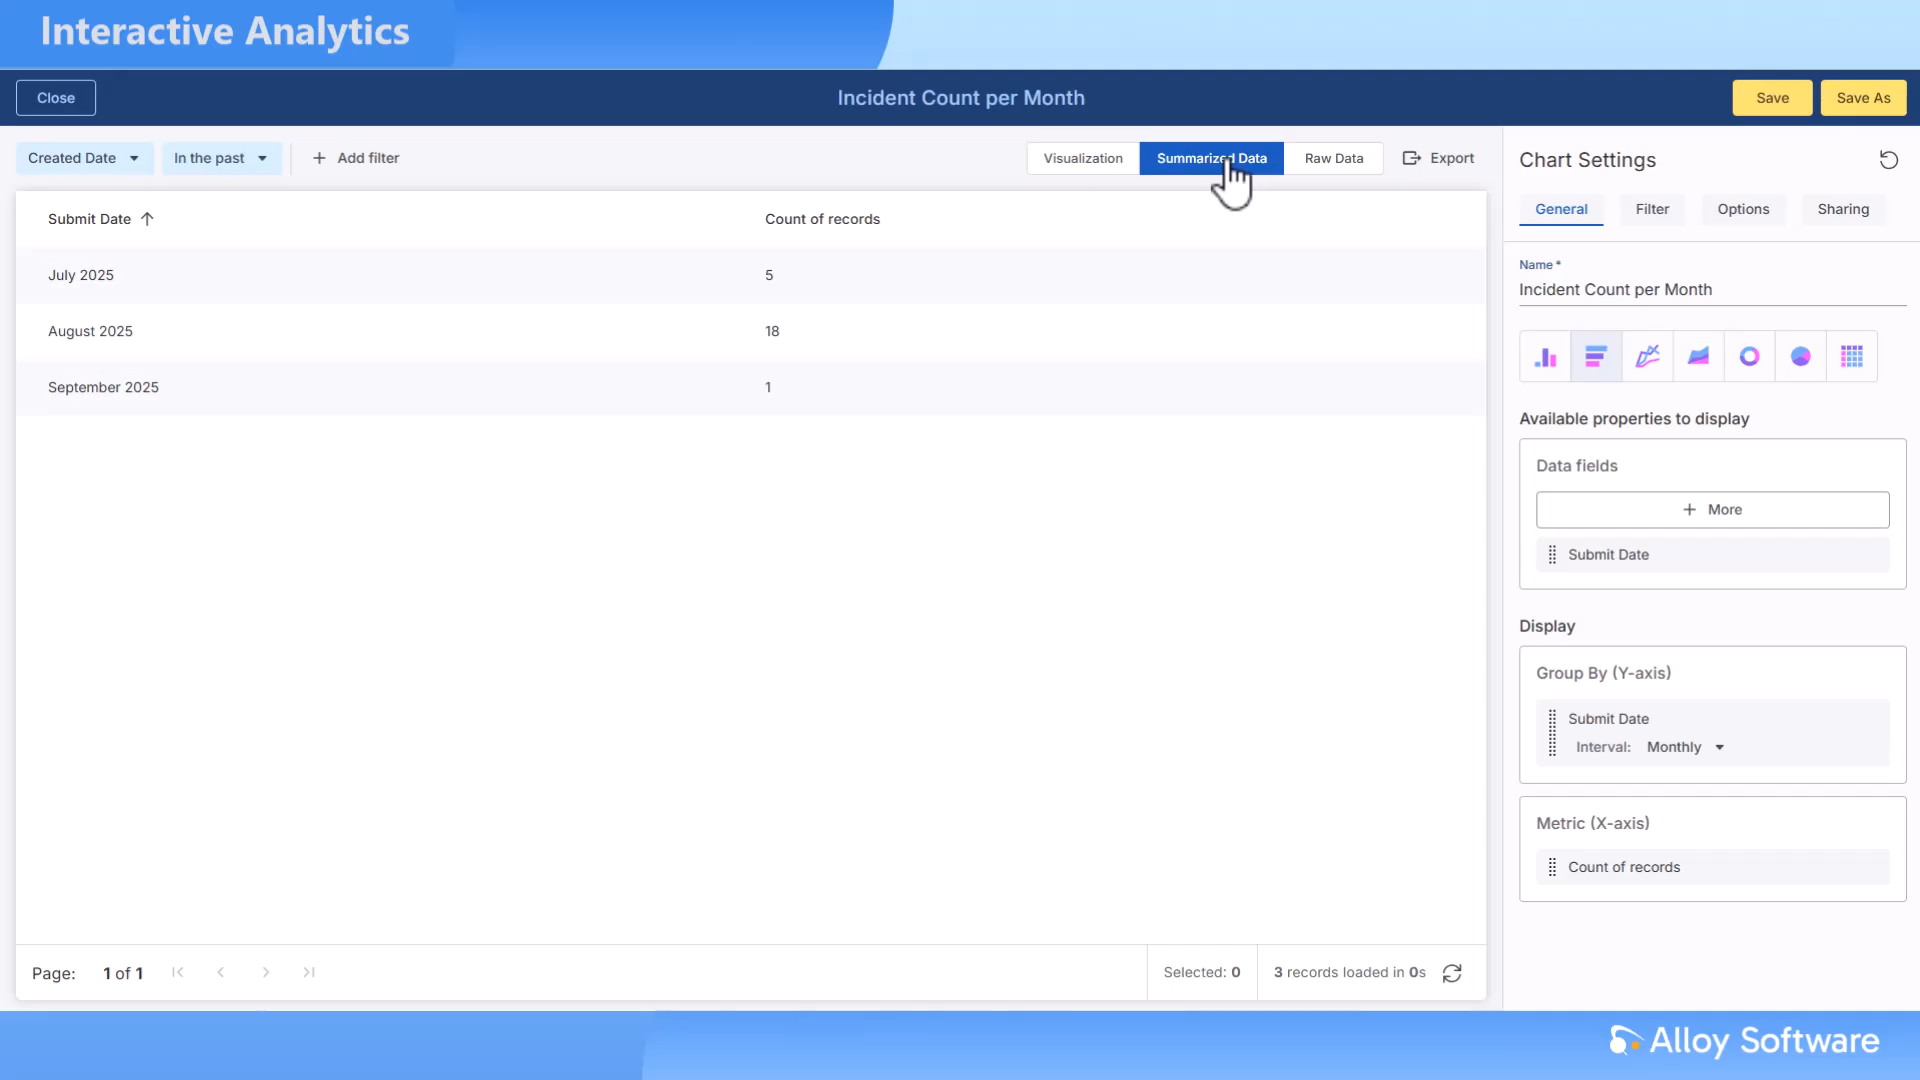 Interactive Analytics
Close
Incident Count per Month
Save
Save As
Created Date
In the past
Add filter
Visualization
Summarized Data
Raw Data
Export
Submit Date
Count of records
July 2025
5
August 2025
18
September 2025
1
Page: 1 of 1
Selected: 0
3 records loaded in 0s
Chart Settings
General
Filter
Options
Sharing
Name *
Incident Count per Month
Available properties to display
Data fields
More
Submit Date
Display
Group By (Y-axis)
Submit Date
Interval: Monthly
Metric (X-axis)
Count of records
Alloy Software